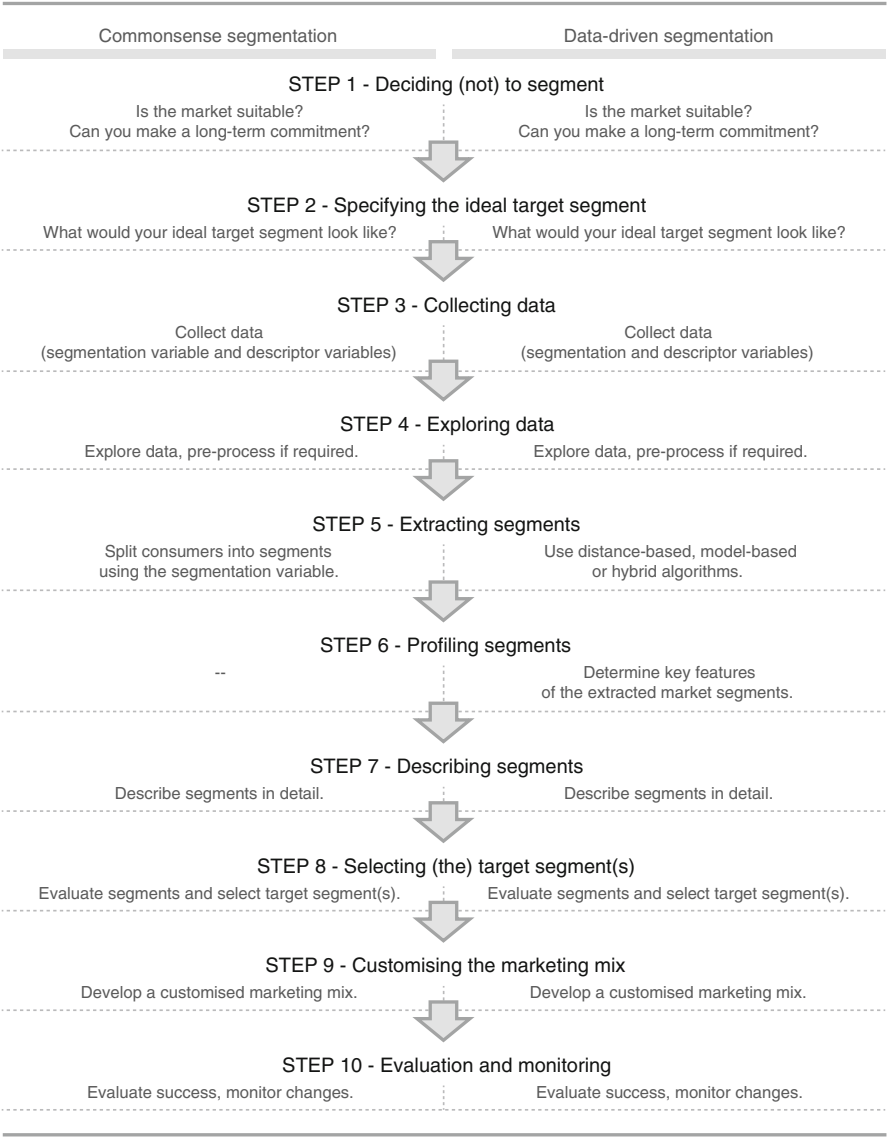 Commonsense segmentation
Data-driven segmentation
STEP 1 - Deciding (not) to segment
Is the market suitable?
Can you make a long-term commitment?
Is the market suitable?
Can you make a long-term commitment?
STEP 2 - Specifying the ideal target segment
What would your ideal target segment look like?
What would your ideal target segment look like?
STEP 3 - Collecting data
Collect data
(segmentation variable and descriptor variables)
Collect data
(segmentation and descriptor variables)
STEP 4 - Exploring data
Explore data, pre-process if required.
Explore data, pre-process if required.
STEP 5 - Extracting segments
Split consumers into segments
using the segmentation variable.
Use distance-based, model-based
or hybrid algorithms.
STEP 6 - Profiling segments
--
Determine key features
of the extracted market segments.
STEP 7 - Describing segments
Describe segments in detail.
Describe segments in detail.
STEP 8 - Selecting (the) target segment(s)
Evaluate segments and select target segment(s).
Evaluate segments and select target segment(s).
STEP 9 - Customising the marketing mix
Develop a customised marketing mix.
Develop a customised marketing mix.
STEP 10 - Evaluation and monitoring
Evaluate success, monitor changes.
Evaluate success, monitor changes.